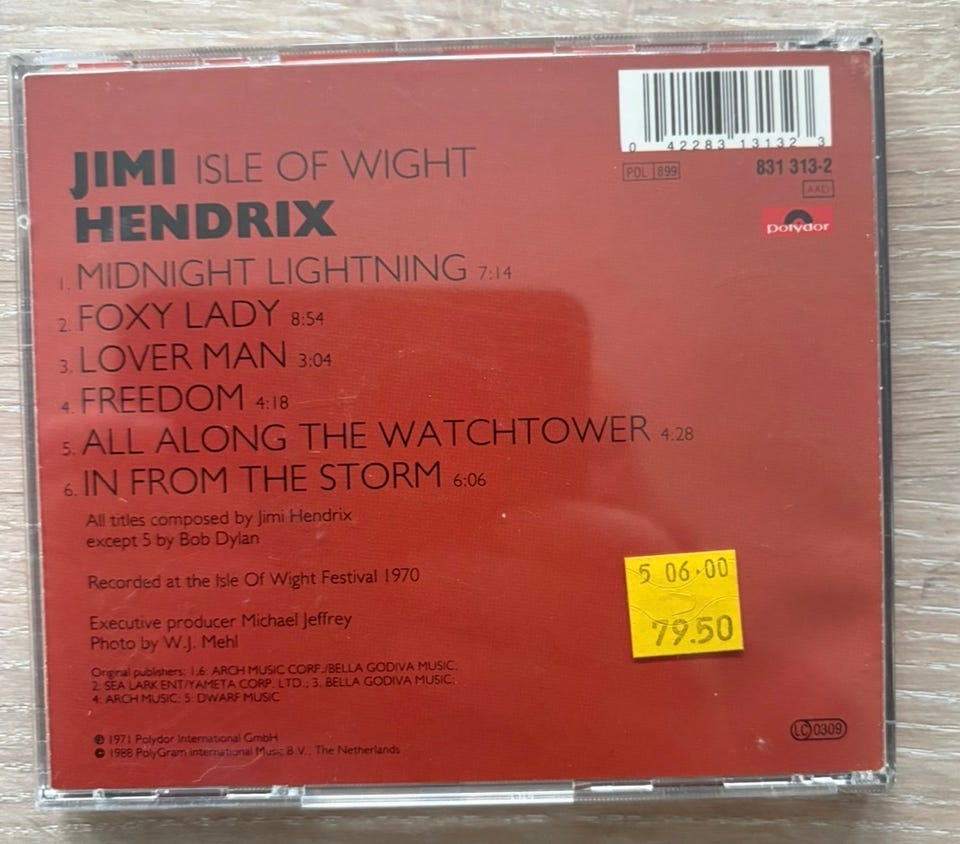 0 42283 13132 3
POL 899
831 313-2
AAD
polydor
JIMI ISLE OF WIGHT
HENDRIX
1. MIDNIGHT LIGHTNING 7:14
2. FOXY LADY 8:54
3. LOVER MAN 3:04
4. FREEDOM 4:18
5. ALL ALONG THE WATCHTOWER 4:28
6. IN FROM THE STORM 6:06
All titles composed by Jimi Hendrix
except 5 by Bob Dylan
Recorded at the Isle Of Wight Festival 1970
5 06.00
79.50
Executive producer Michael Jeffrey
Photo by W.J. Mehl
Original publishers: 1,6: ARCH MUSIC CORP./BELLA GODIVA MUSIC;
2: SEA LARK ENT/YAMETA CORP. LTD.; 3: BELLA GODIVA MUSIC;
4: ARCH MUSIC; 5: DWARF MUSIC
℗ 1971 Polydor International GmbH
© 1988 PolyGram International Music B.V., The Netherlands
LC 0309